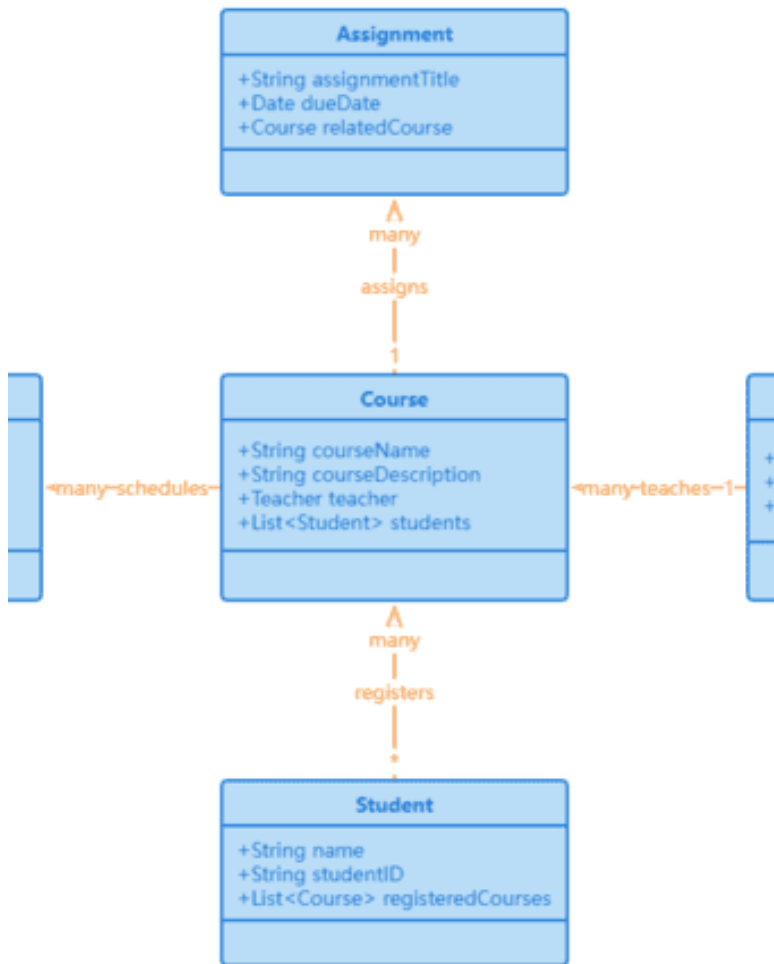 Assignment
+String assignmentTitle
+Date dueDate
+Course relatedCourse
many
assigns
1
Course
+String courseName
+String courseDescription
+Teacher teacher
+List<Student> students
many schedules
many teaches 1
+
+
+
many
registers
*
Student
+String name
+String studentID
+List<Course> registeredCourses